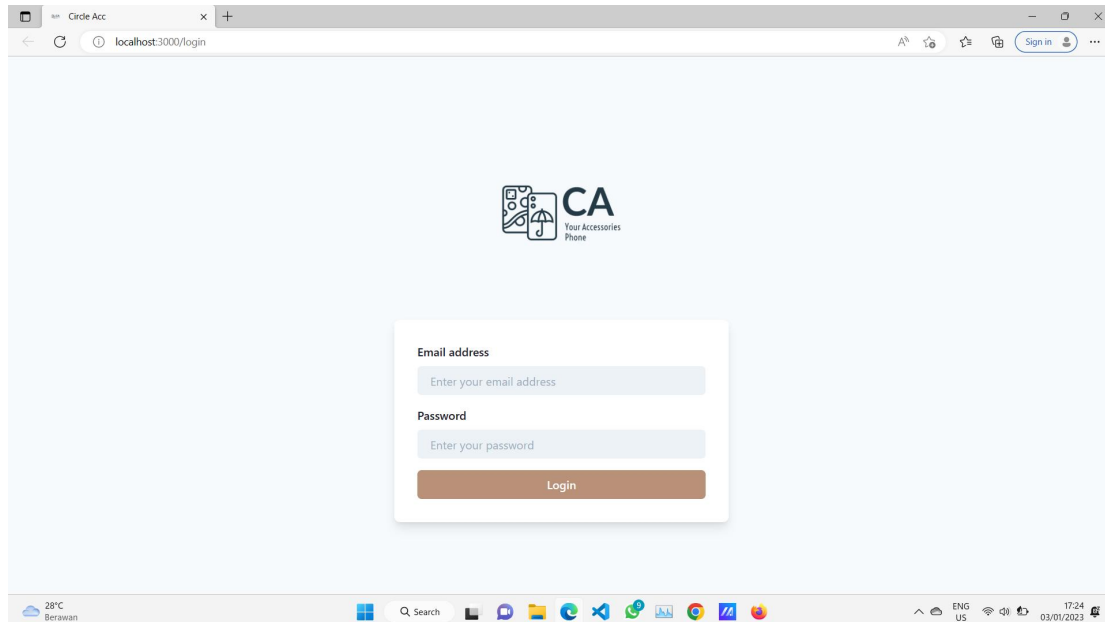 Circle Acc
localhost:3000/login
Sign in
CA
Your Accessories
Phone
Email address
Enter your email address
Password
Enter your password
Login
28°C
Berawan
Search
9
ENG
US
17:24
03/01/2023